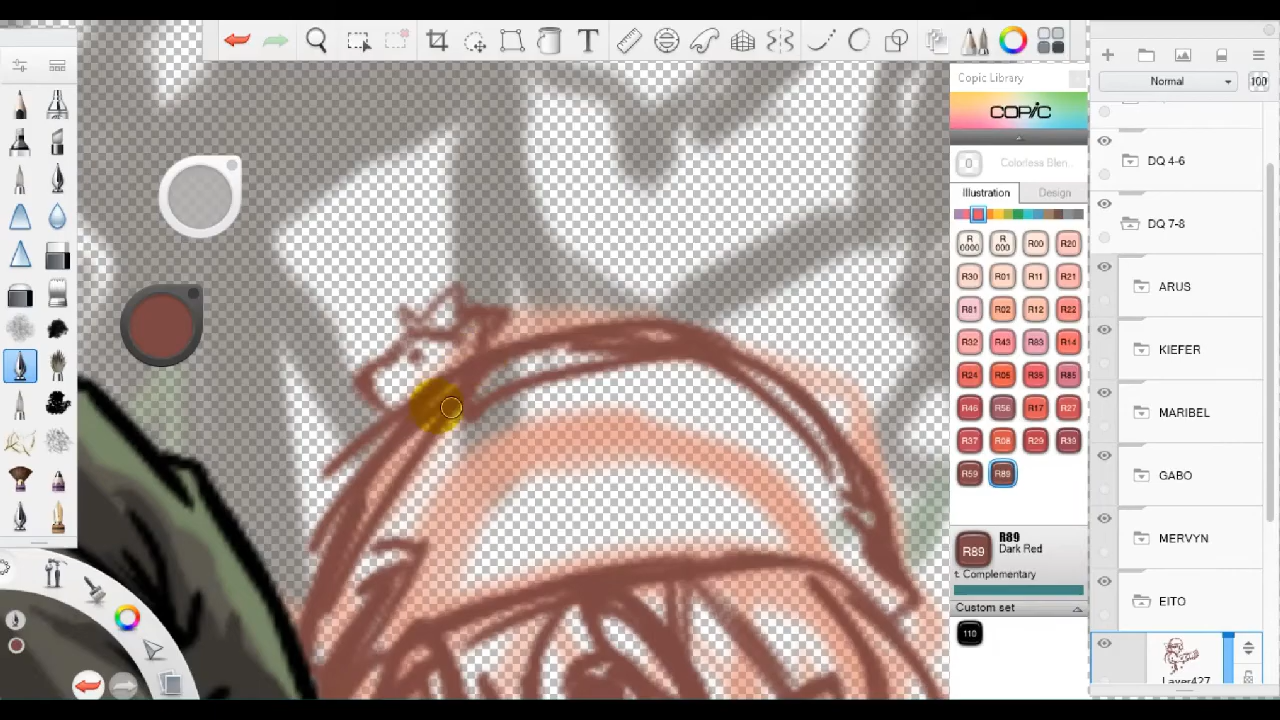 Copic Library
COPIC
0 Colorless Blen...
Illustration Design
R0000 R000 R00 R20
R30 R01 R11 R21
R81 R02 R12 R22
R32 R43 R83 R14
R24 R05 R35 R85
R46 R56 R17 R27
R37 R08 R29 R39
R59 R89
R89 R89
Dark Red
t: Complementary
Custom set
110
Normal 100
DQ 4-6
DQ 7-8
ARUS
KIEFER
MARIBEL
GABO
MERVYN
EITO
Layer427